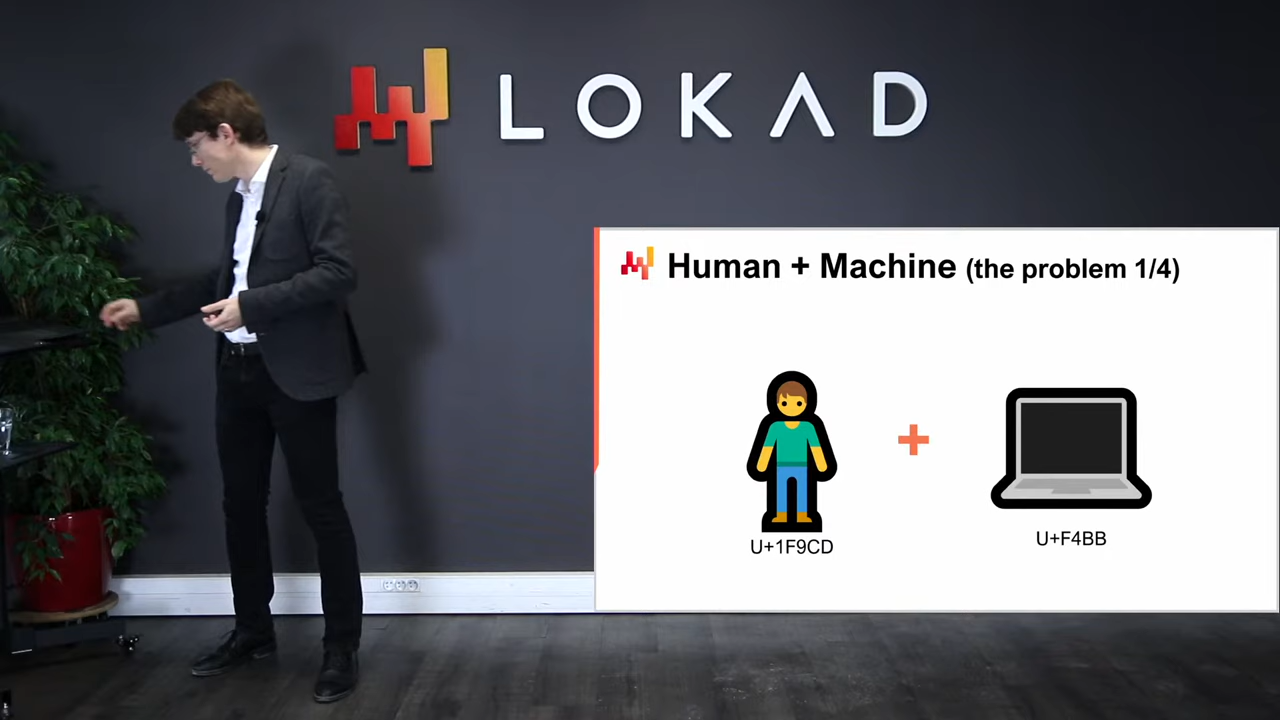 LOKAD
Human + Machine (the problem 1/4)
U+1F9CD
U+F4BB